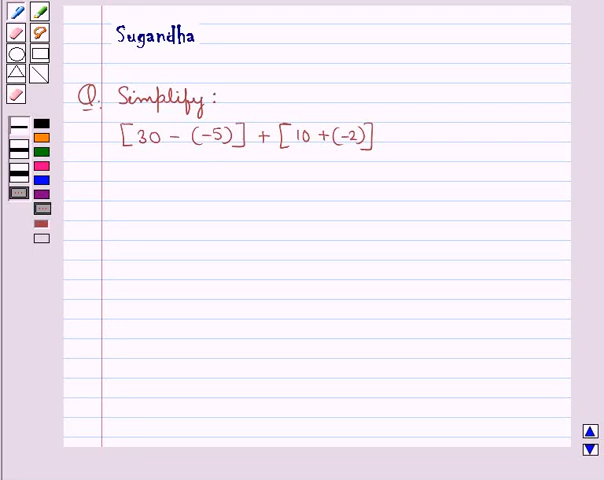 Sugandha
Q. Simplify :
[30 - (-5)] + [10 + (-2)]